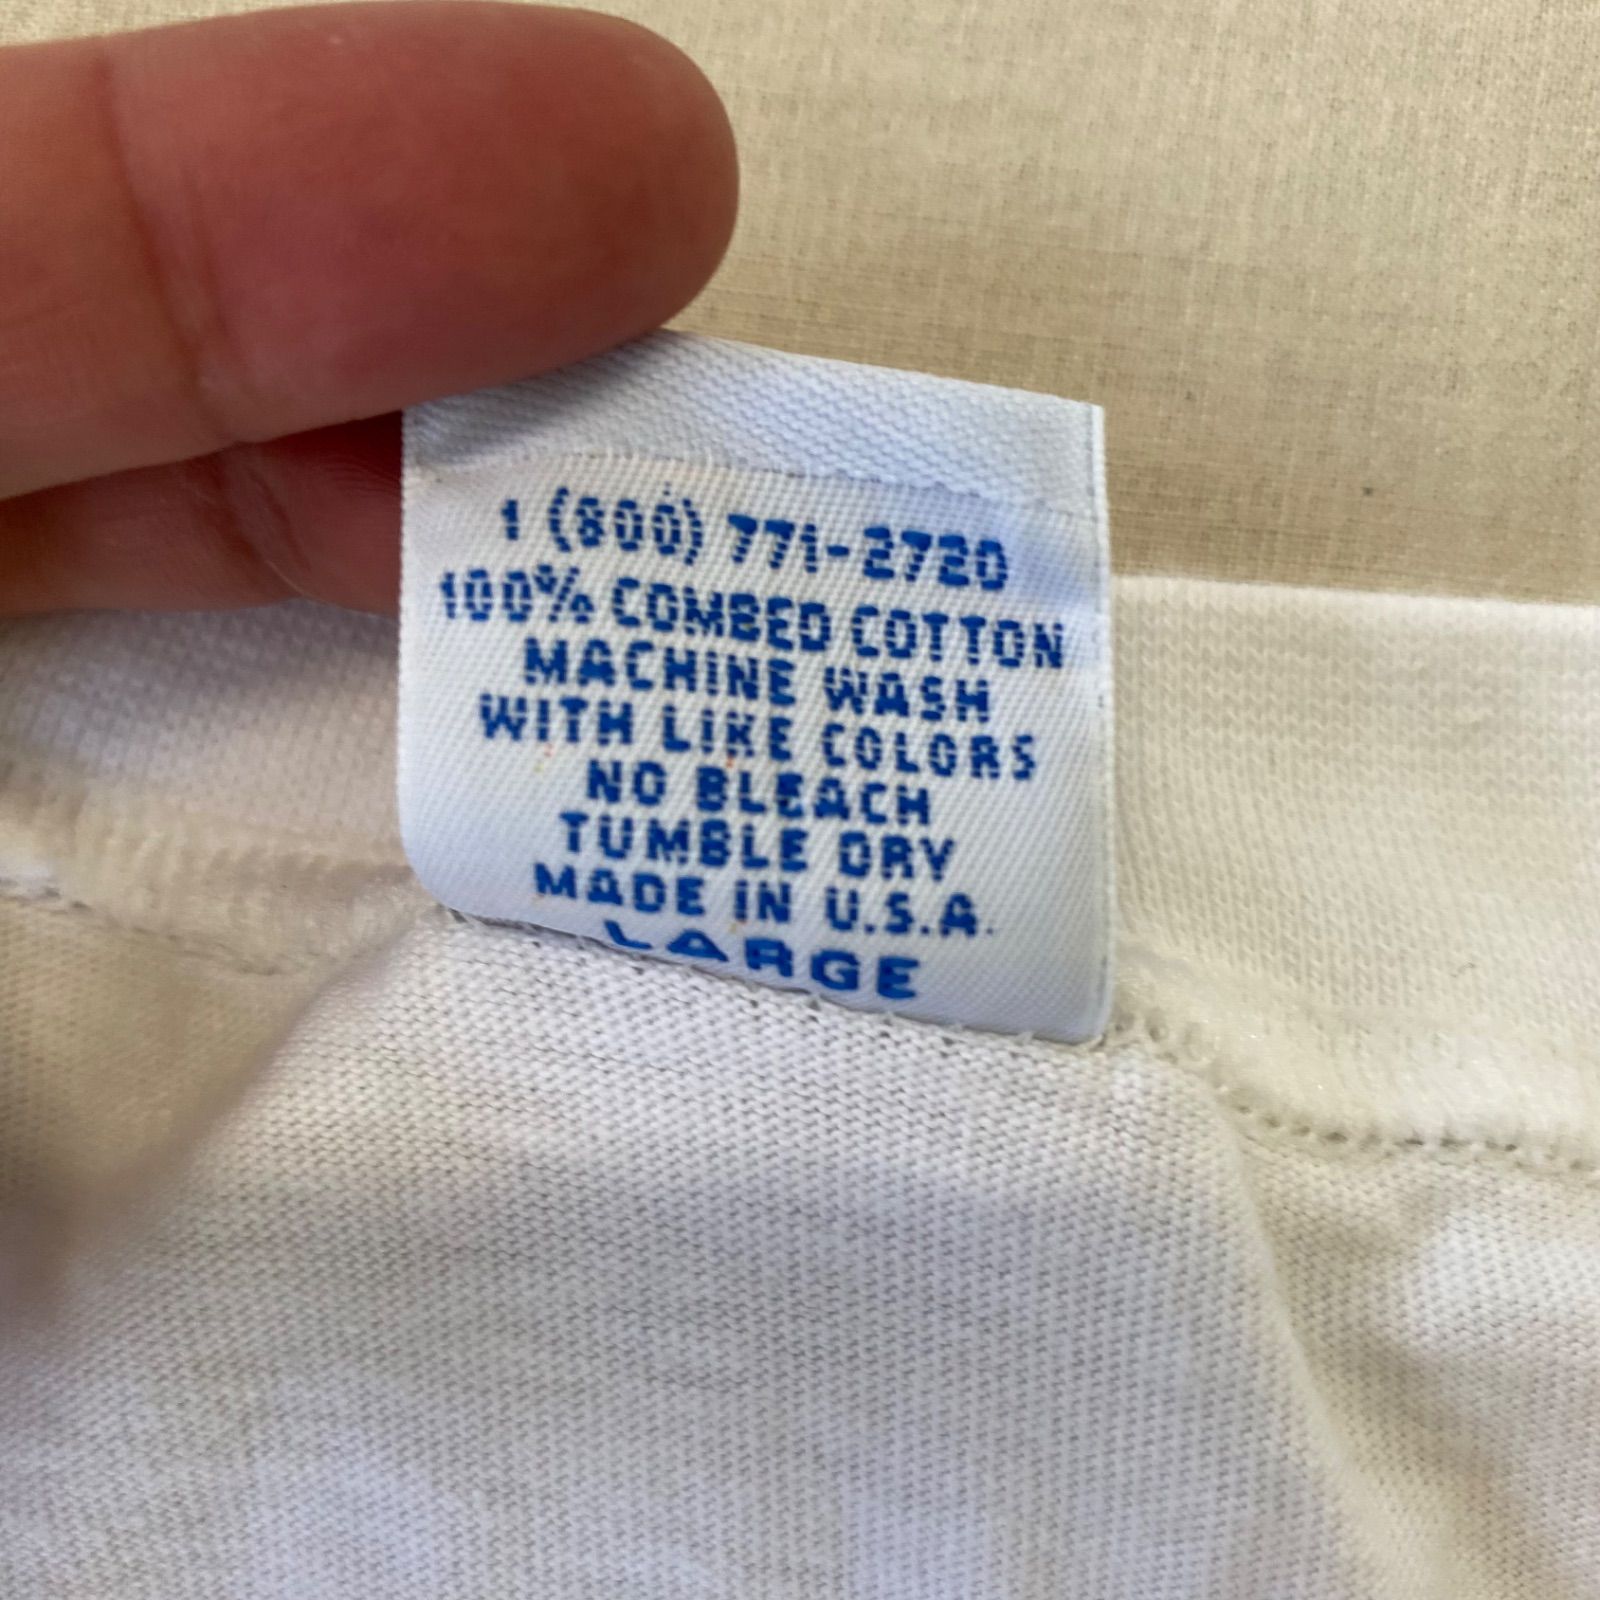 1 (800) 771-2720
100% COMBED COTTON
MACHINE WASH
WITH LIKE COLORS
NO BLEACH
TUMBLE DRY
MADE IN U.S.A.
LARGE